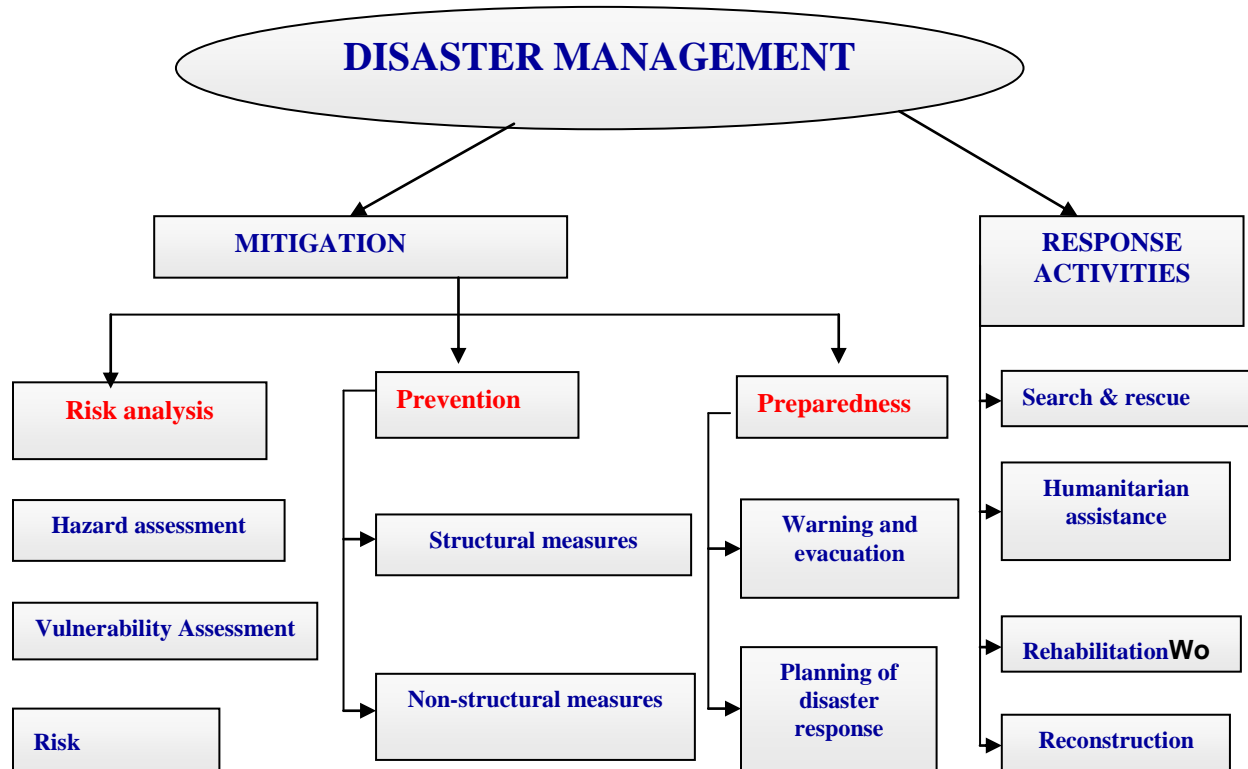 DISASTER MANAGEMENT
MITIGATION
RESPONSE
ACTIVITIES
Risk analysis
Prevention
Preparedness
Search & rescue
Hazard assessment
Structural measures
Warning and
evacuation
Humanitarian
assistance
Vulnerability Assessment
Non-structural measures
Planning of
disaster
response
RehabilitationWo
Risk
Reconstruction